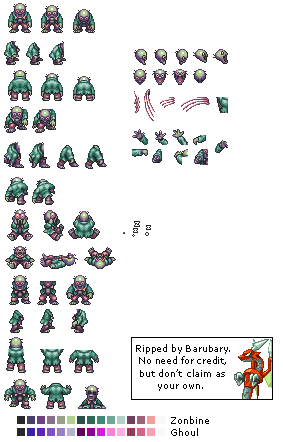 Ripped by Barubary.
No need for credit,
but don't claim as
your own.
Zonbine
Ghoul